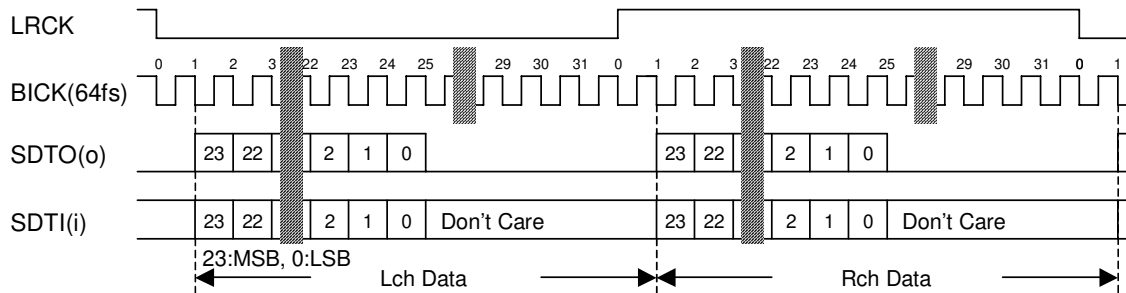 LRCK
0 1 2 3 22 23 24 25 29 30 31 0 1 2 3 22 23 24 25 29 30 31 0 1
BICK(64fs)
SDTO(o) 23 22 2 1 0 23 22 2 1 0
SDTI(i) 23 22 2 1 0 Don't Care 23 22 2 1 0 Don't Care
23:MSB, 0:LSB
Lch Data Rch Data